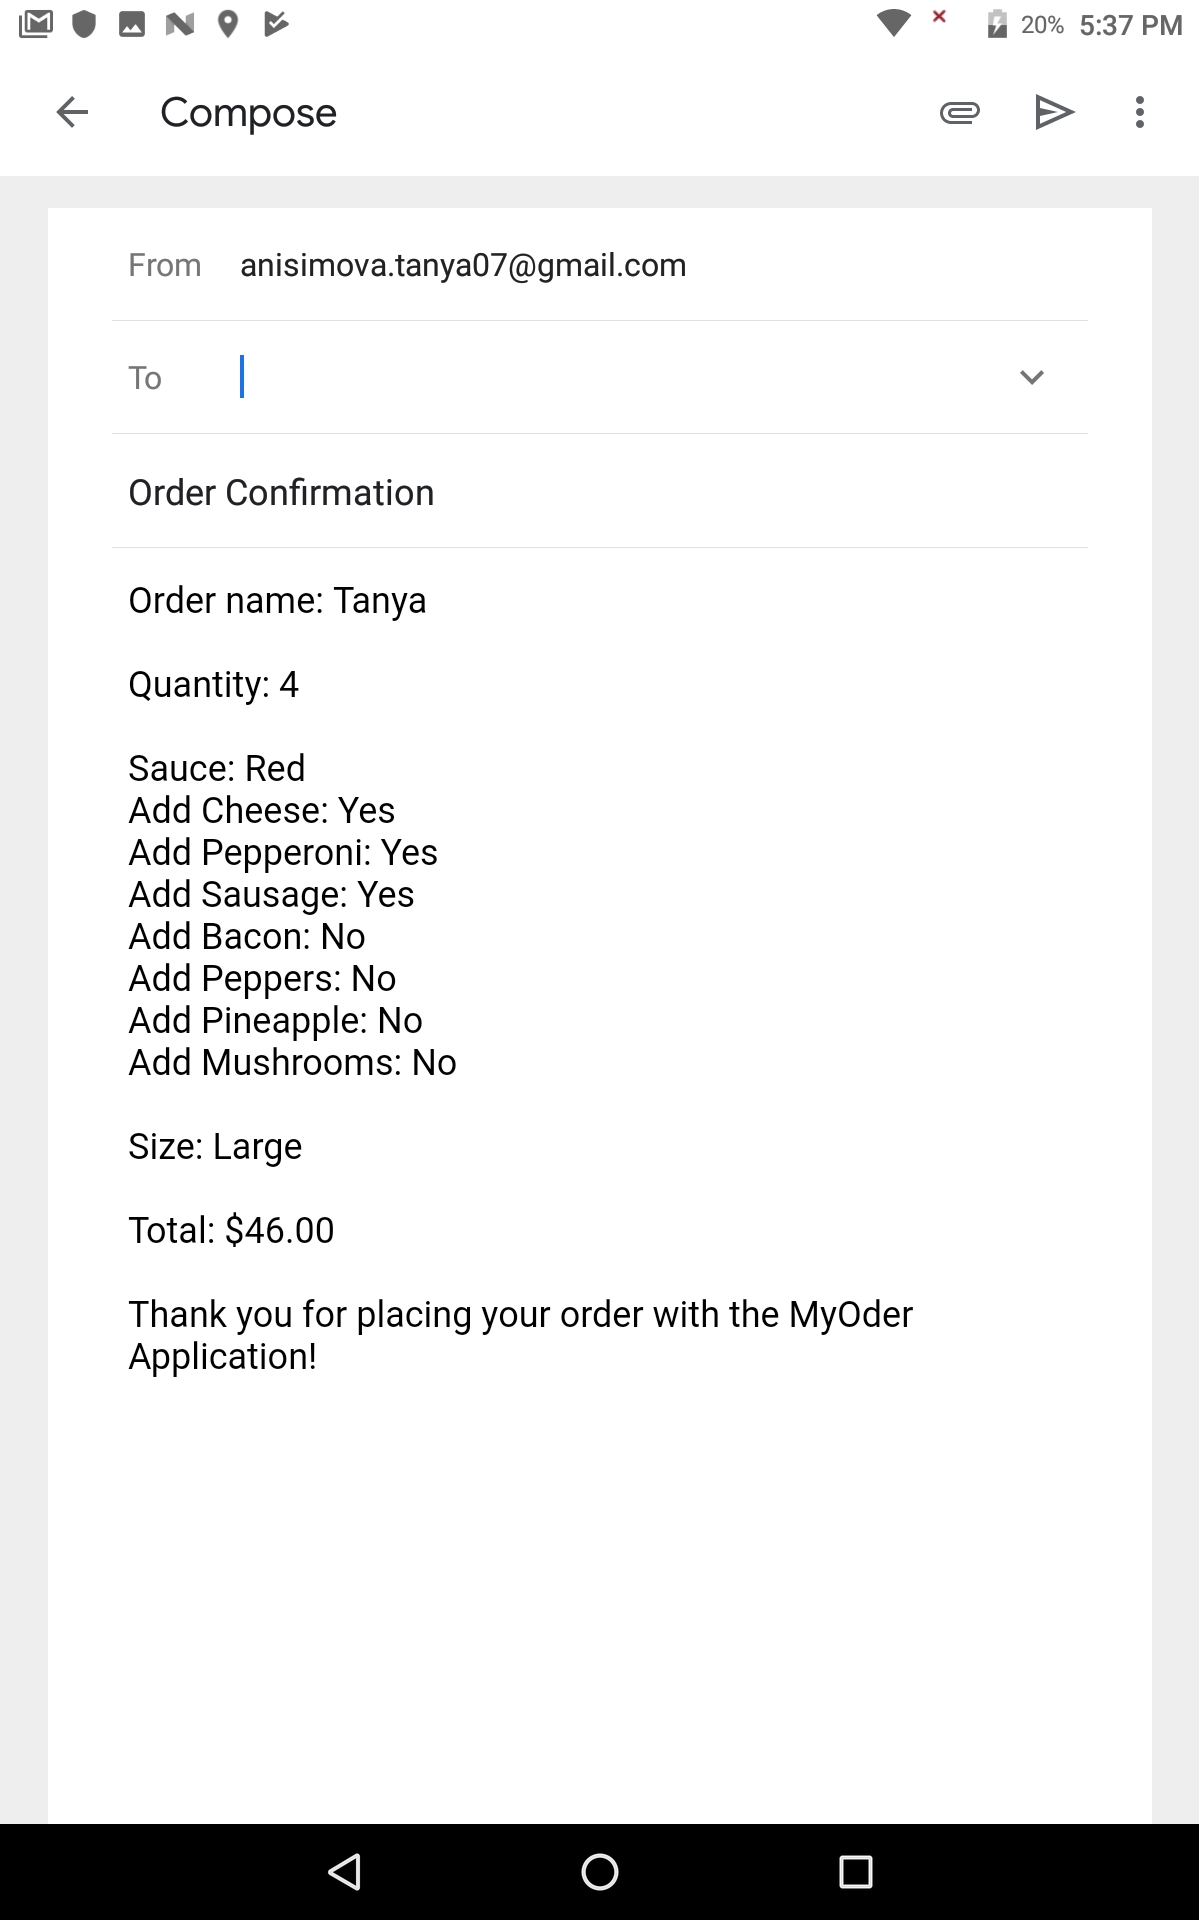 20% 5:37 PM
Compose
From anisimova.tanya07@gmail.com
To
Order Confirmation
Order name: Tanya
Quantity: 4
Sauce: Red
Add Cheese: Yes
Add Pepperoni: Yes
Add Sausage: Yes
Add Bacon: No
Add Peppers: No
Add Pineapple: No
Add Mushrooms: No
Size: Large
Total: $46.00
Thank you for placing your order with the MyOder
Application!